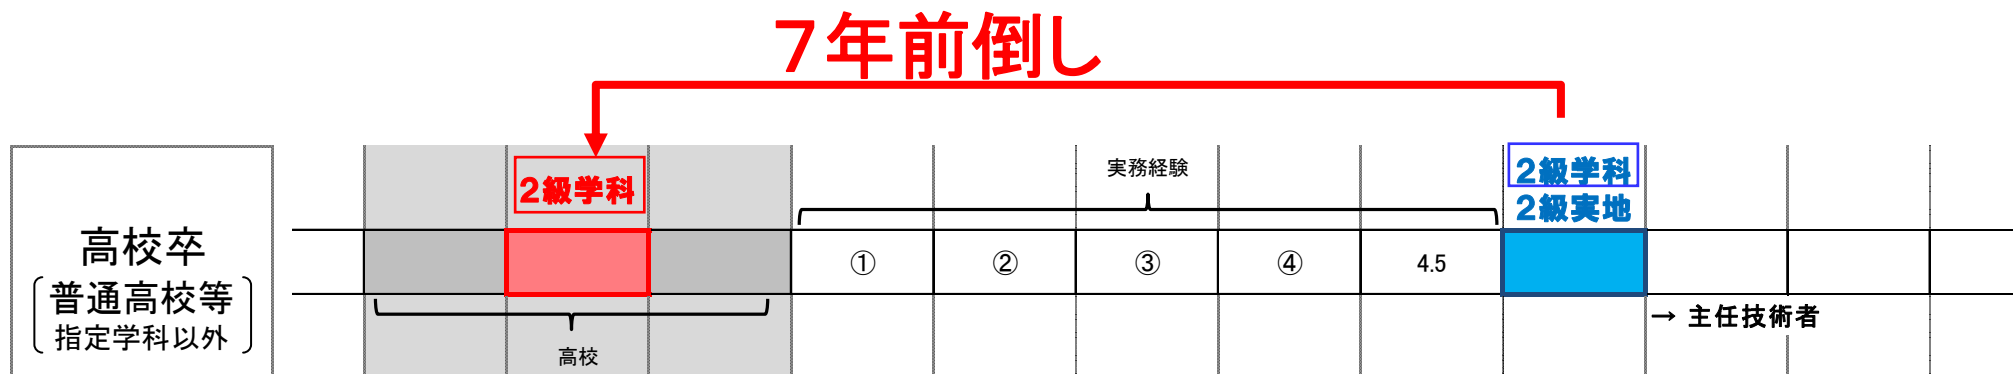 ７年前倒し
２級学科
実務経験
２級学科
２級実地
高校卒
普通高校等
指定学科以外
①
②
③
④
4.5
→ 主任技術者
高校